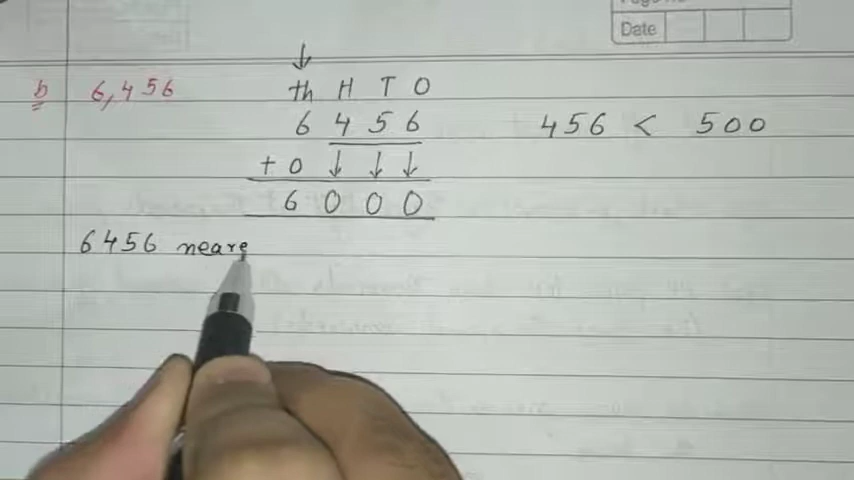 Date
b 6,456
th H T O
6 4 5 6
+ 0 ↓ ↓ ↓
6 0 0 0
456 < 500
6456 neare